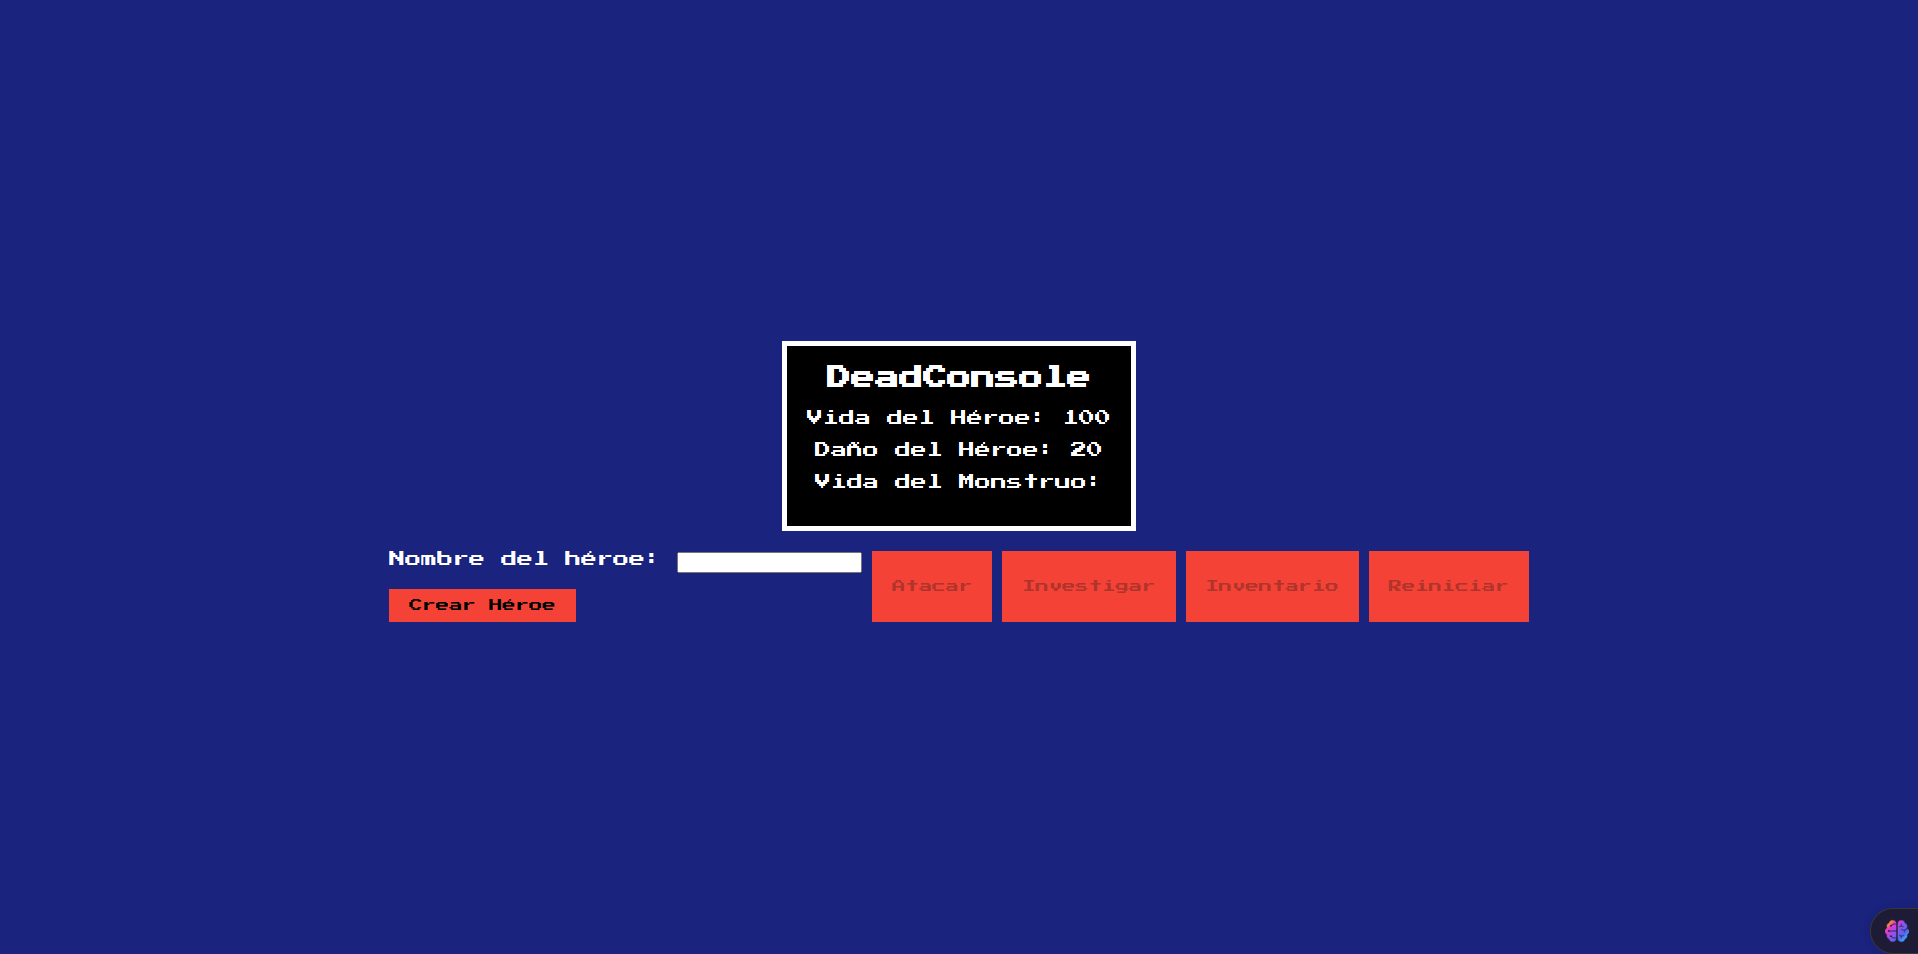 DeadConsole
Vida del Héroe: 100
Daño del Héroe: 20
Vida del Monstruo:
Nombre del héroe:
Crear Héroe
Atacar
Investigar
Inventario
Reiniciar